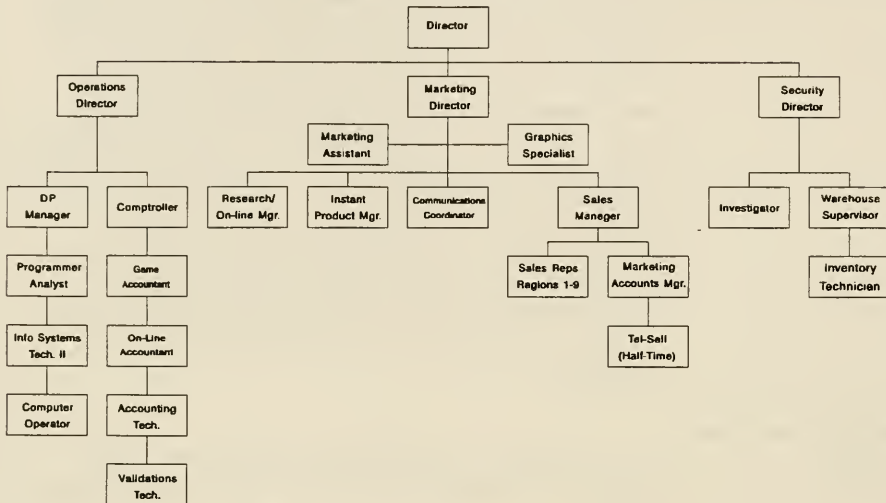 Director
Operations
Director
Marketing
Director
Security
Director
Marketing
Assistant
Graphics
Specialist
DP
Manager
Comptroller
Research/
On-line Mgr.
Instant
Product Mgr.
Communications
Coordinator
Sales
Maneger
Investigator
Warehouse
Supervisor
Programmer
Analyst
Game
Accountant
Sales Reps
Ragions 1-9
Marketing
Accounts Mgr.
Inventory
Technician
Info Systems
Tech. II
On-Line
Accountant
Tel-Sell
(Half-Time)
Computer
Operator
Accounting
Tech.
Validations
Tech.